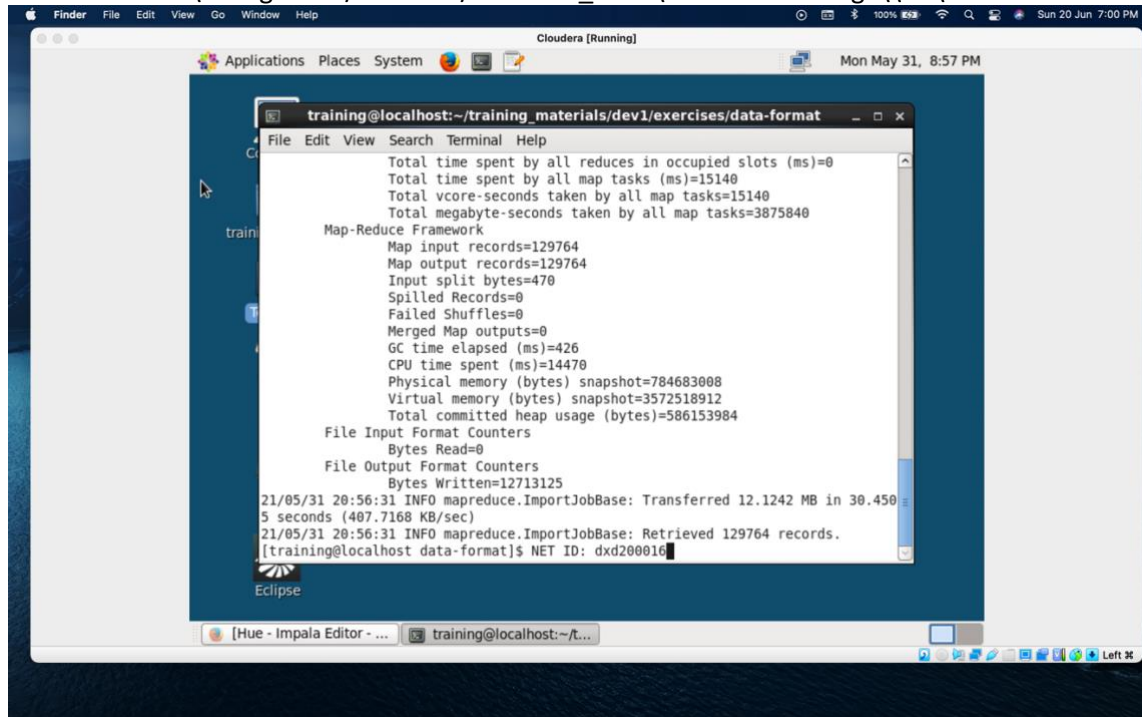 Finder File Edit View Go Window Help 100% Sun 20 Jun 7:00 PM
Cloudera [Running]
Applications Places System Mon May 31, 8:57 PM
training@localhost:~/training_materials/dev1/exercises/data-format
File Edit View Search Terminal Help
Total time spent by all reduces in occupied slots (ms)=0
Total time spent by all map tasks (ms)=15140
Total vcore-seconds taken by all map tasks=15140
Total megabyte-seconds taken by all map tasks=3875840
Map-Reduce Framework
Map input records=129764
Map output records=129764
Input split bytes=470
Spilled Records=0
Failed Shuffles=0
Merged Map outputs=0
GC time elapsed (ms)=426
CPU time spent (ms)=14470
Physical memory (bytes) snapshot=784683008
Virtual memory (bytes) snapshot=3572518912
Total committed heap usage (bytes)=586153984
File Input Format Counters
Bytes Read=0
File Output Format Counters
Bytes Written=12713125
21/05/31 20:56:31 INFO mapreduce.ImportJobBase: Transferred 12.1242 MB in 30.450
5 seconds (407.7168 KB/sec)
21/05/31 20:56:31 INFO mapreduce.ImportJobBase: Retrieved 129764 records.
[training@localhost data-format]$ NET ID: dxd200016
Eclipse
[Hue - Impala Editor - ... training@localhost:~/t...
Left ⌘